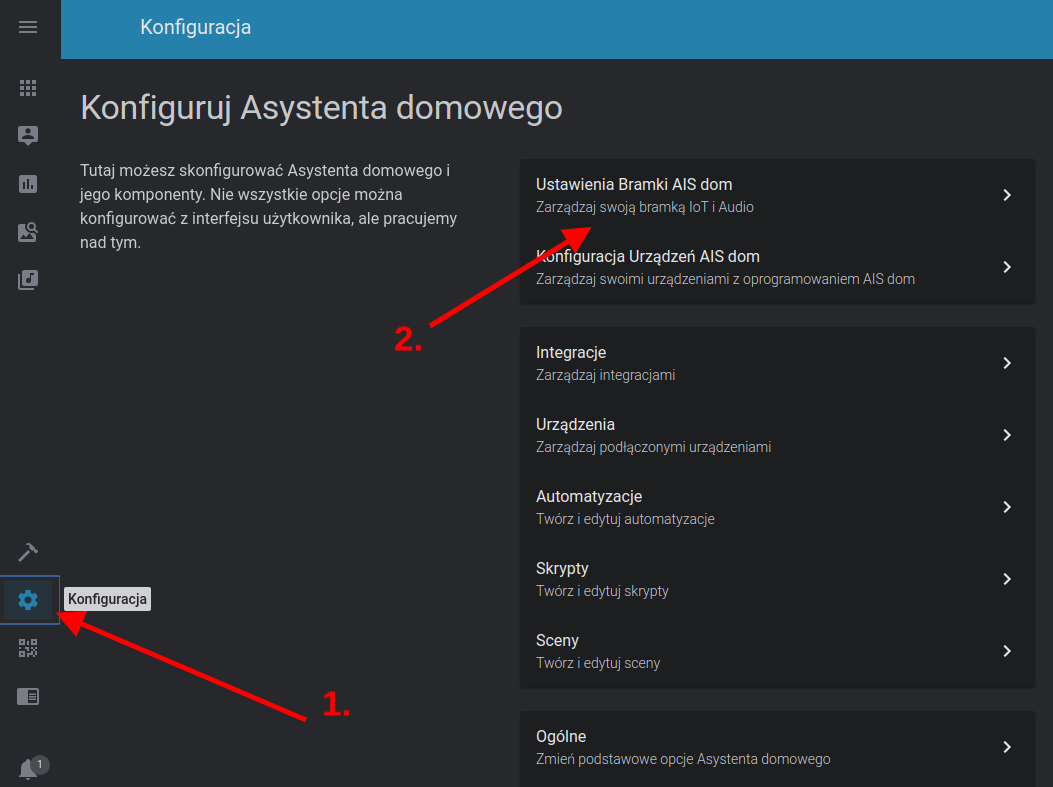 Konfiguracja
Konfiguruj Asystenta domowego
Tutaj możesz skonfigurować Asystenta domowego i
jego komponenty. Nie wszystkie opcje można
konfigurować z interfejsu użytkownika, ale pracujemy
nad tym.
Ustawienia Bramki AIS dom
Zarządzaj swoją bramką IoT i Audio
Konfiguracja Urządzeń AIS dom
Zarządzaj swoimi urządzeniami z oprogramowaniem AIS dom
2.
Integracje
Zarządzaj integracjami
Urządzenia
Zarządzaj podłączonymi urządzeniami
Automatyzacje
Twórz i edytuj automatyzacje
Skrypty
Twórz i edytuj skrypty
Sceny
Twórz i edytuj sceny
Konfiguracja
1.
Ogólne
Zmień podstawowe opcje Asystenta domowego
1